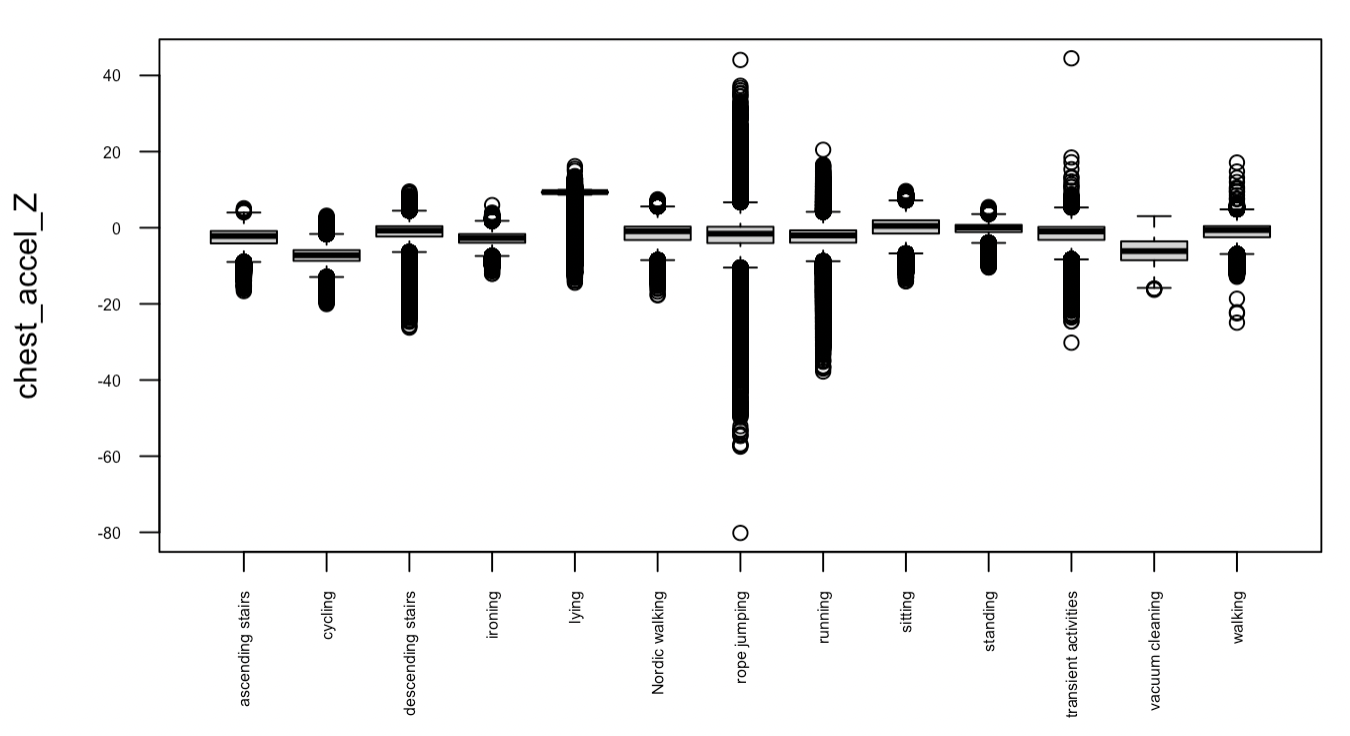 chest_accel_Z
40
20
0
-20
-40
-60
-80
ascending stairs
cycling
descending stairs
ironing
lying
Nordic walking
rope jumping
running
sitting
standing
transient activities
vacuum cleaning
walking